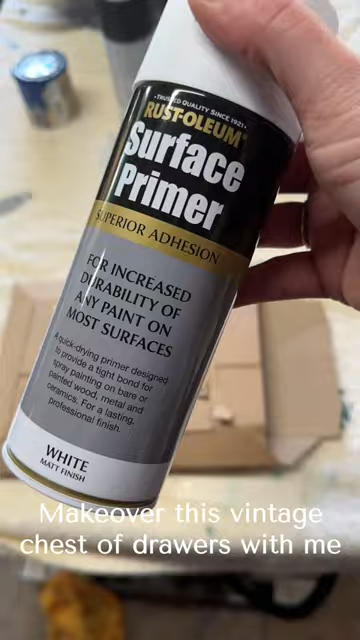 TRUSTED QUALITY SINCE 1921
RUST-OLEUM®
Surface
Primer
SUPERIOR ADHESION
FOR INCREASED
DURABILITY OF
ANY PAINT ON
MOST SURFACES
A quick-drying primer designed
to provide a tight bond for
spray painting on bare or
painted wood, metal and
ceramics. For a lasting,
professional finish.
WHITE
MATT FINISH
Makeover this vintage
chest of drawers with me